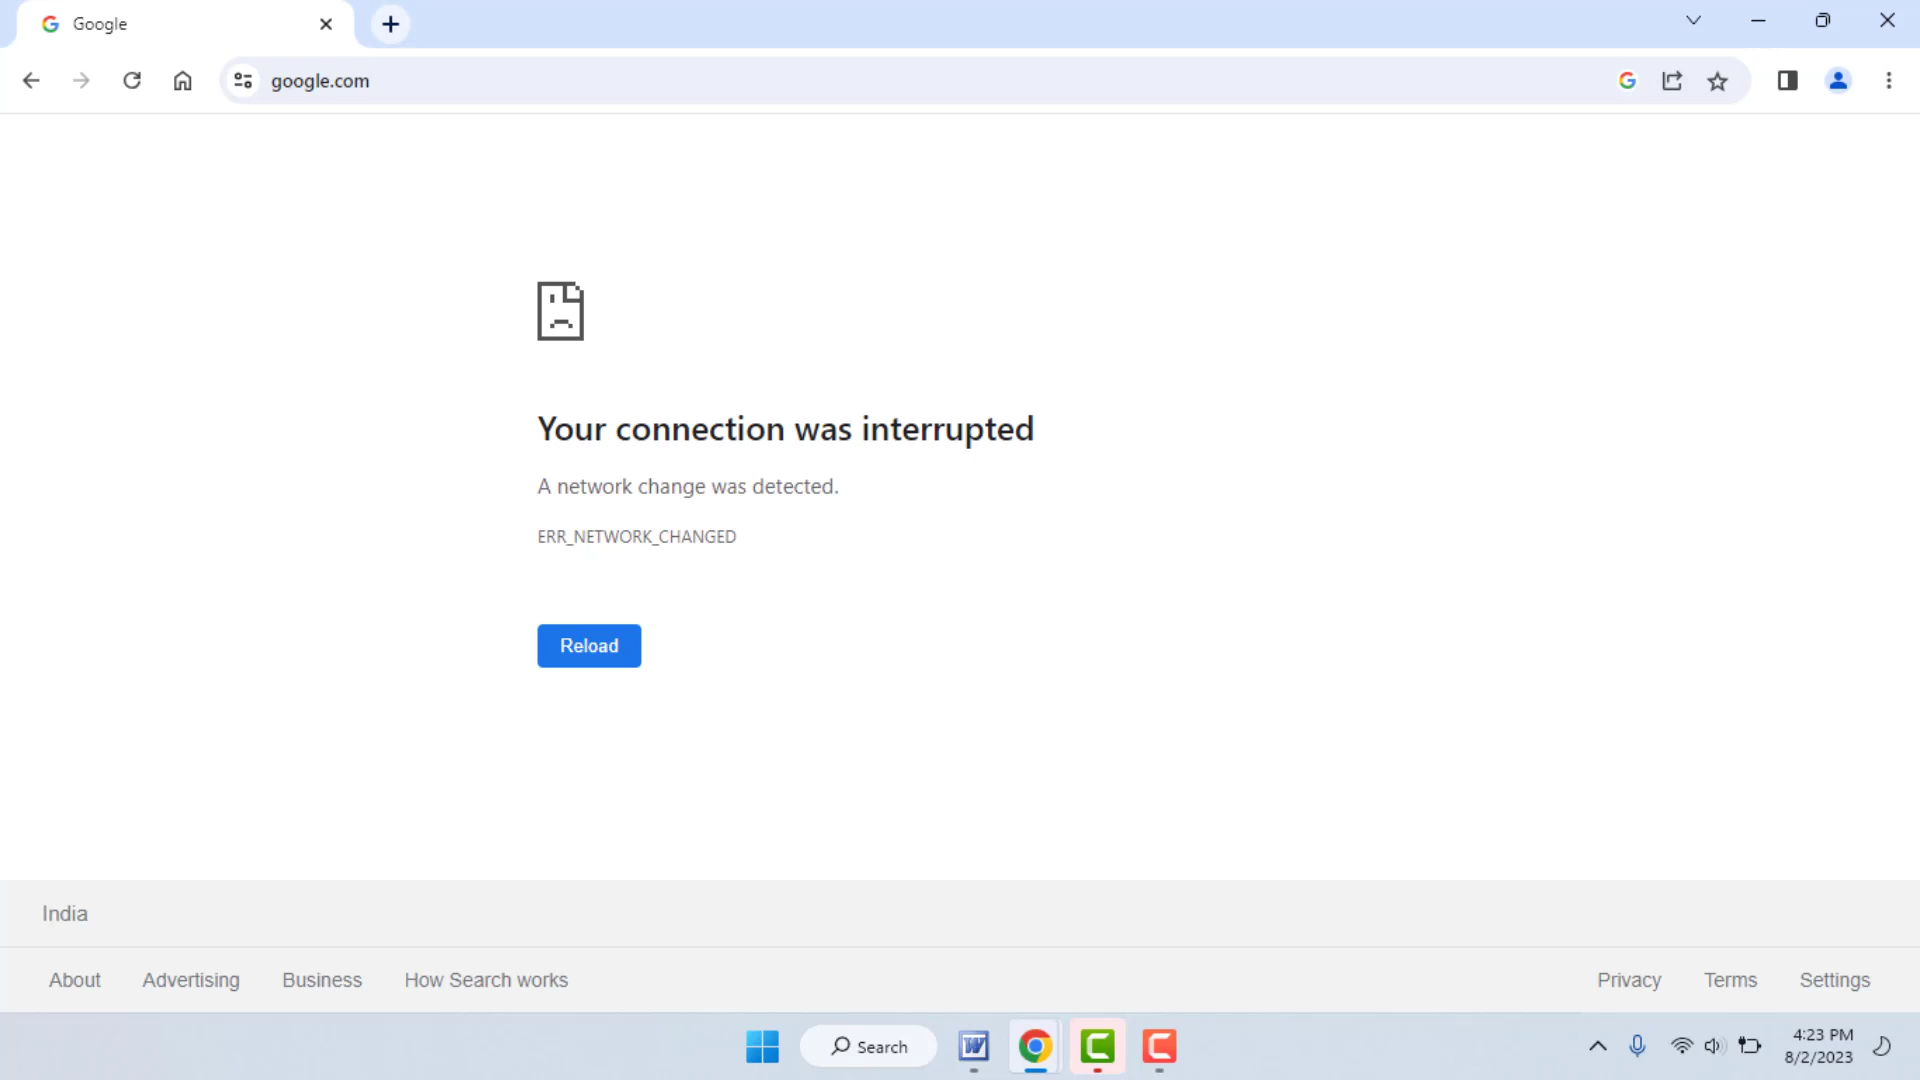 Google
google.com
Your connection was interrupted
A network change was detected.
ERR_NETWORK_CHANGED
Reload
India
About Advertising Business How Search works Privacy Terms Settings
Search
4:23 PM
8/2/2023